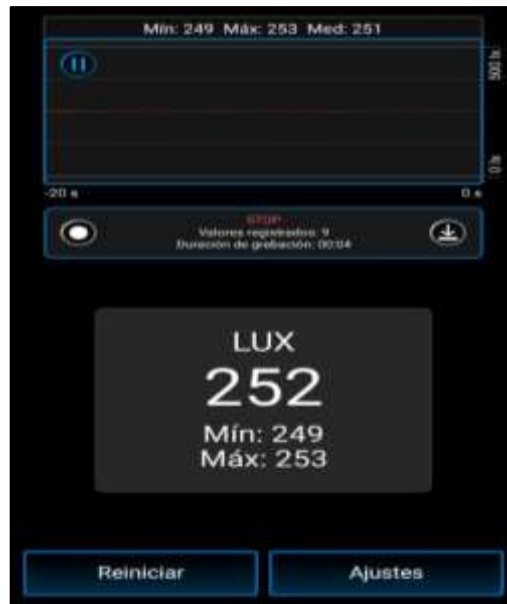 Mín: 249 Máx: 253 Med: 251
500 lx
0 lx
-20 s
0 s
STOP
Valores registrados: 9
Duración de grabación: 00:04
LUX
252
Mín: 249
Máx: 253
Reiniciar
Ajustes